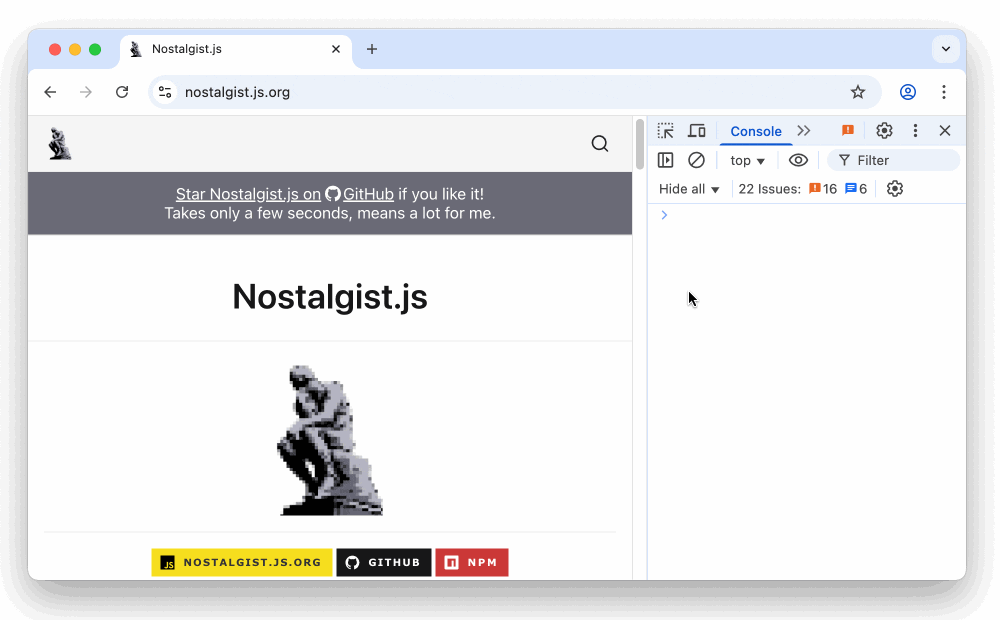 Nostalgist.js
nostalgist.js.org
Console
top
Filter
Hide all
22 Issues: 16 6
Star Nostalgist.js on GitHub if you like it!
Takes only a few seconds, means a lot for me.
Nostalgist.js
JS NOSTALGIST.JS.ORG GITHUB NPM